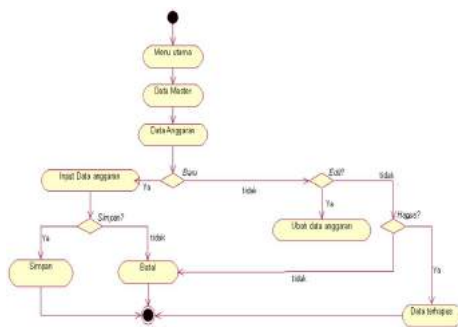 Menu utama
Data Master
Data Anggaran
Baru
Edit?
Input Data anggaran
Ya
tidak
tidak
Ya
Hapus?
Simpan?
Ubah data anggaran
Ya
tidak
Simpan
Batal
tidak
Ya
Data terhapus